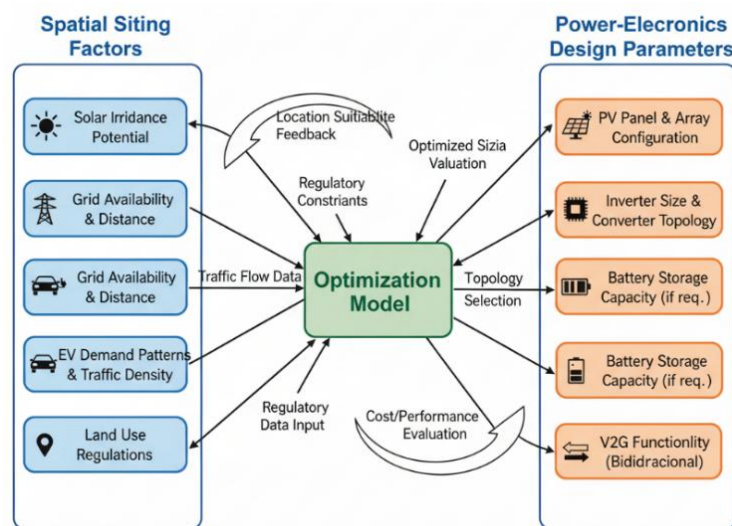 Spatial Siting
Factors
Solar Irridance
Potential
Grid Availability
& Distance
Grid Availability
& Distance
EV Demand Patterns
& Traffic Density
Land Use
Regulations
Location Suitiablite
Feedback
Regulatory
Constriants
Optimized Sizia
Valuation
Traffic Flow Data
Optimization
Model
Topology
Selection
Regulatory
Data Input
Cost/Performance
Evaluation
Power-Elecronics
Design Parameters
PV Panel & Array
Configuration
Inverter Size &
Converter Topology
Battery Storage
Capacity (if req.)
Battery Storage
Capacity (if req.)
V2G Functionlity
(Bididracional)